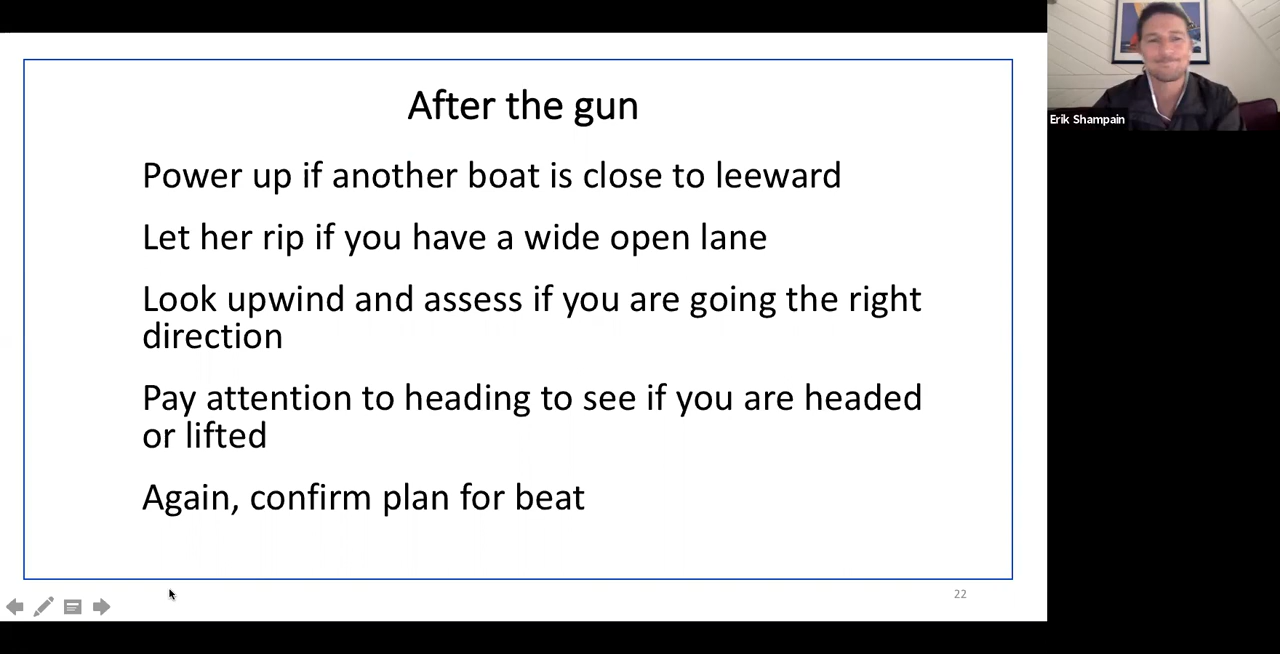 After the gun
Power up if another boat is close to leeward
Let her rip if you have a wide open lane
Look upwind and assess if you are going the right
direction
Pay attention to heading to see if you are headed
or lifted
Again, confirm plan for beat
22
Erik Shampain